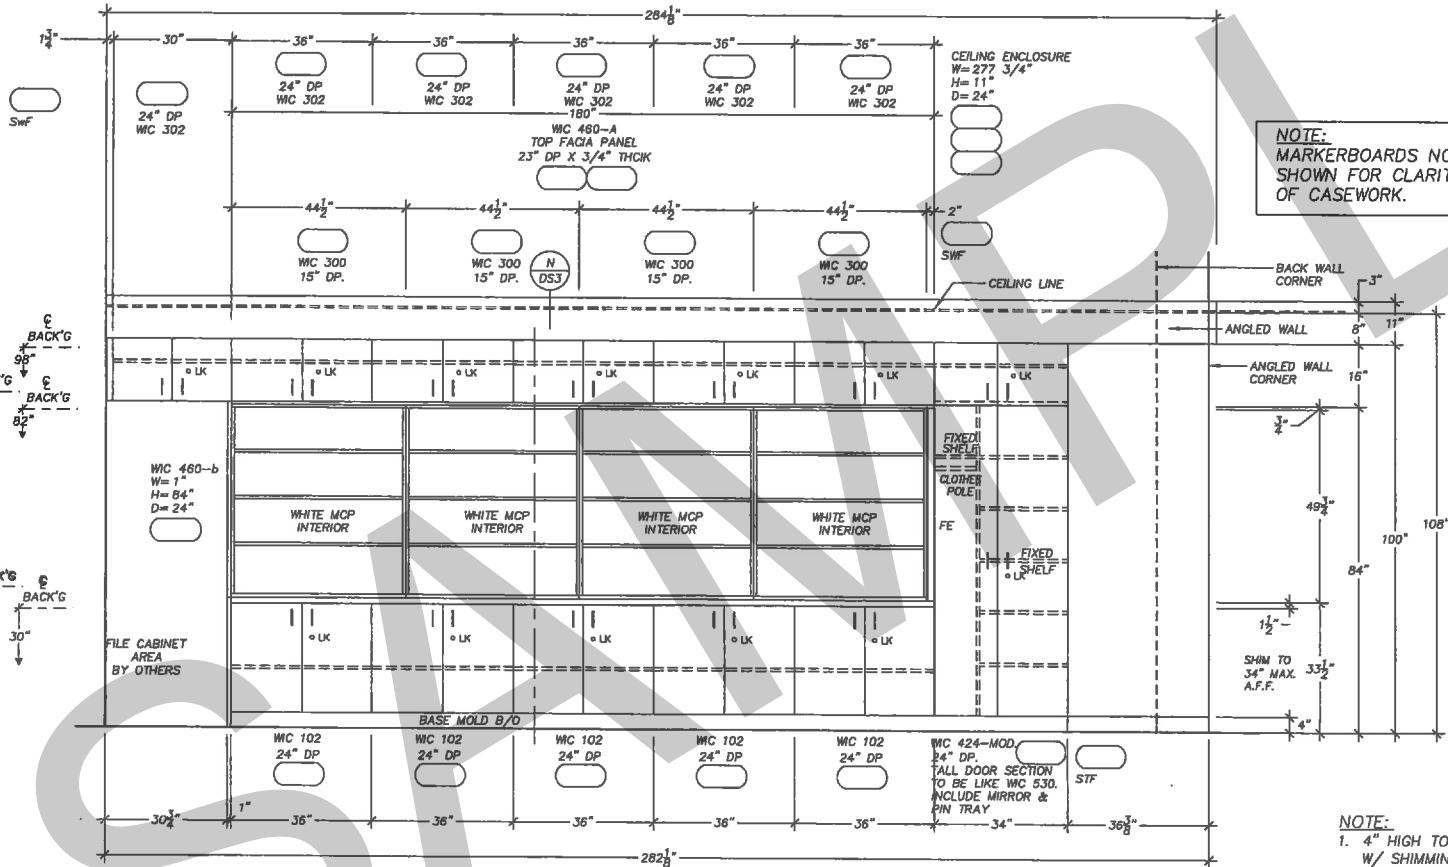 284 1/8"
1 3/4"
30"
36"
36"
36"
36"
36"
SWF
24" DP
WIC 302
24" DP
WIC 302
24" DP
WIC 302
24" DP
WIC 302
24" DP
WIC 302
24" DP
WIC 302
CEILING ENCLOSURE
W= 277 3/4"
H= 11"
D= 24"
180"
WIC 460-A
TOP FACIA PANEL
23" DP X 3/4" THCIK
NOTE:
MARKERBOARDS NO
SHOWN FOR CLARIT
OF CASEWORK.
44 1/2"
44 1/2"
44 1/2"
44 1/2"
2"
SWF
WIC 300
15" DP.
WIC 300
15" DP.
N
DS3
WIC 300
15" DP.
WIC 300
15" DP.
CEILING LINE
BACK WALL
CORNER
3"
ANGLED WALL
8"
11"
ANGLED WALL
CORNER
16"
℄
BACK'G
98"
℄
BACK'G
82"
'G
LK
LK
LK
LK
LK
LK
LK
3/4"
WIC 460-b
W= 1"
H= 84"
D= 24"
WHITE MCP
INTERIOR
WHITE MCP
INTERIOR
WHITE MCP
INTERIOR
WHITE MCP
INTERIOR
FIXED
SHELF
CLOTHES
POLE
FE
FIXED
SHELF
LK
49 3/4"
108"
100"
84"
K'G
℄
BACK'G
30"
FILE CABINET
AREA
BY OTHERS
LK
LK
LK
LK
LK
1 1/2"
SHIM TO
34" MAX.
A.F.F.
33 1/2"
4"
BASE MOLD B/O
WIC 102
24" DP
WIC 102
24" DP
WIC 102
24" DP
WIC 102
24" DP
WIC 102
24" DP
WIC 424-MOD.
24" DP.
TALL DOOR SECTION
TO BE LIKE WIC 530.
INCLUDE MIRROR &
PIN TRAY
STF
30 3/4"
1"
36"
36"
36"
36"
36"
34"
36 3/8"
282 1/8"
NOTE:
1. 4" HIGH TO
W/ SHIMMIN
SAMPL